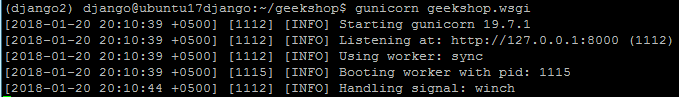 (django2) django@ubuntu17django:~/geekshop$ gunicorn geekshop.wsgi
[2018-01-20 20:10:39 +0500] [1112] [INFO] Starting gunicorn 19.7.1
[2018-01-20 20:10:39 +0500] [1112] [INFO] Listening at: http://127.0.0.1:8000 (1112)
[2018-01-20 20:10:39 +0500] [1112] [INFO] Using worker: sync
[2018-01-20 20:10:39 +0500] [1115] [INFO] Booting worker with pid: 1115
[2018-01-20 20:10:44 +0500] [1112] [INFO] Handling signal: winch